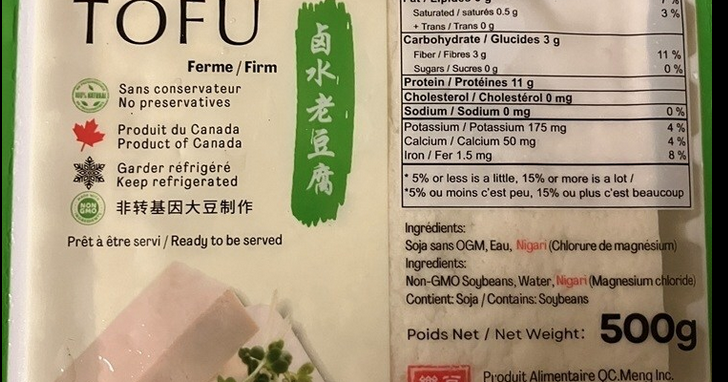 TOFU
Ferme / Firm
100% NATURAL
Sans conservateur
No preservatives
Produit du Canada
Product of Canada
Garder réfrigéré
Keep refrigerated
NON GMO
非转基因大豆制作
Prêt à être servi / Ready to be served
卤水老豆腐
Saturated / saturés 0.5 g 3 %
+ Trans / Trans 0 g
Carbohydrate / Glucides 3 g
Fiber / Fibres 3 g 11 %
Sugars / Sucres 0 g 0 %
Protein / Protéines 11 g
Cholesterol / Cholestérol 0 mg
Sodium / Sodium 0 mg 0 %
Potassium / Potassium 175 mg 4 %
Calcium / Calcium 50 mg 4 %
Iron / Fer 1.5 mg 8 %
* 5% or less is a little, 15% or more is a lot /
*5% ou moins c'est peu, 15% ou plus c'est beaucoup
Ingrédients:
Soja sans OGM, Eau, Nigari (Chlorure de magnésium)
Ingredients:
Non-GMO Soybeans, Water, Nigari (Magnesium chloride)
Contient: Soja / Contains: Soybeans
Poids Net / Net Weight: 500g
Produit Alimentaire QC.Meng Inc.